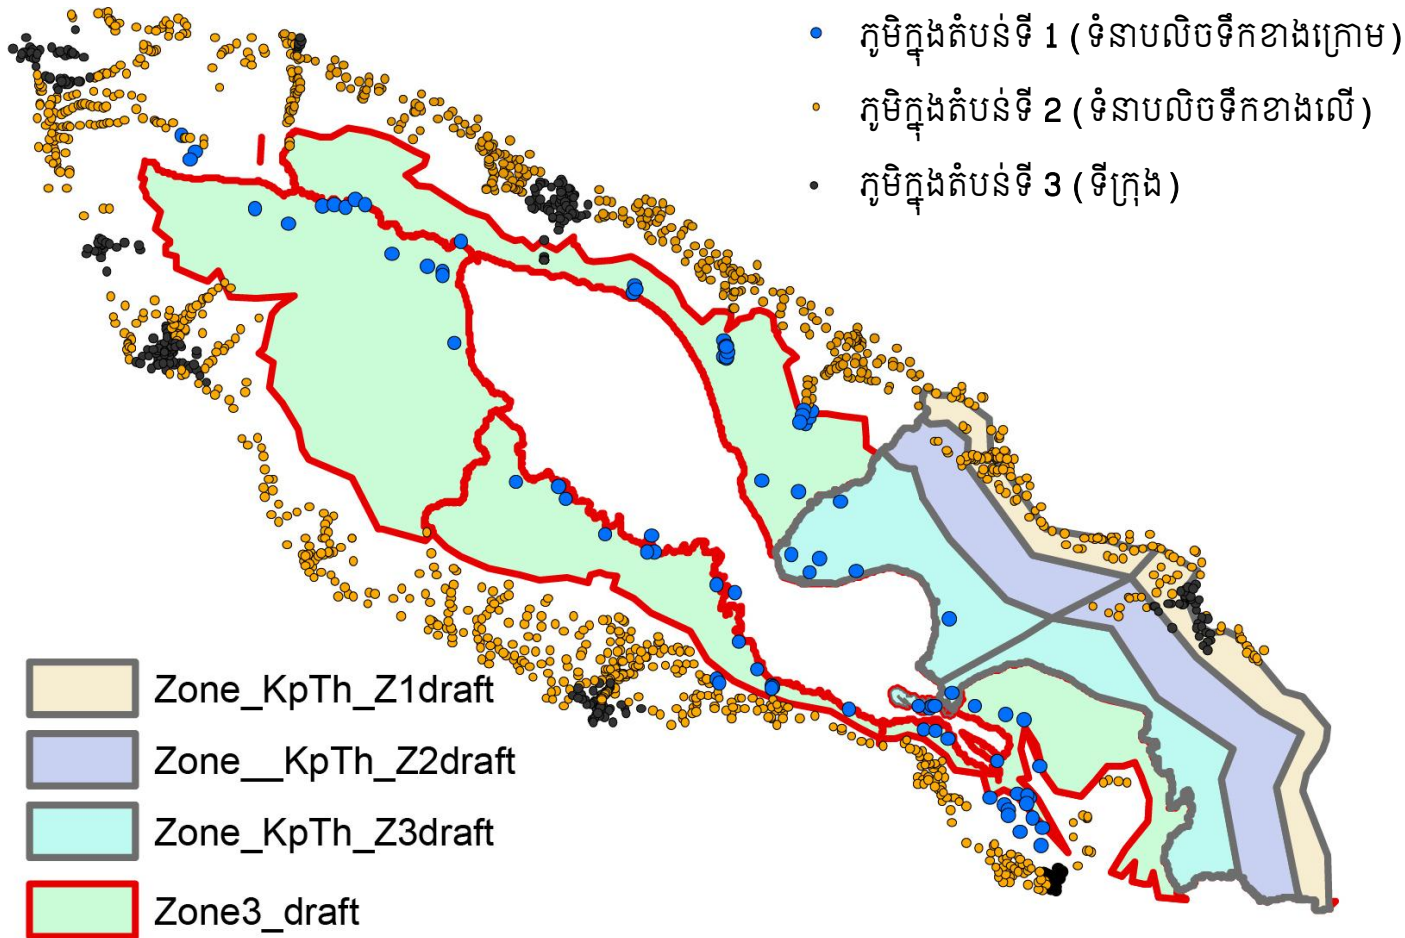 ភូមិក្នុងតំបន់ទី 1 (ទំនាបលិចទឹកខាងក្រោម)
ភូមិក្នុងតំបន់ទី 2 (ទំនាបលិចទឹកខាងលើ)
ភូមិក្នុងតំបន់ទី 3 (ទីក្រុង)
Zone_KpTh_Z1draft
Zone__KpTh_Z2draft
Zone_KpTh_Z3draft
Zone3_draft